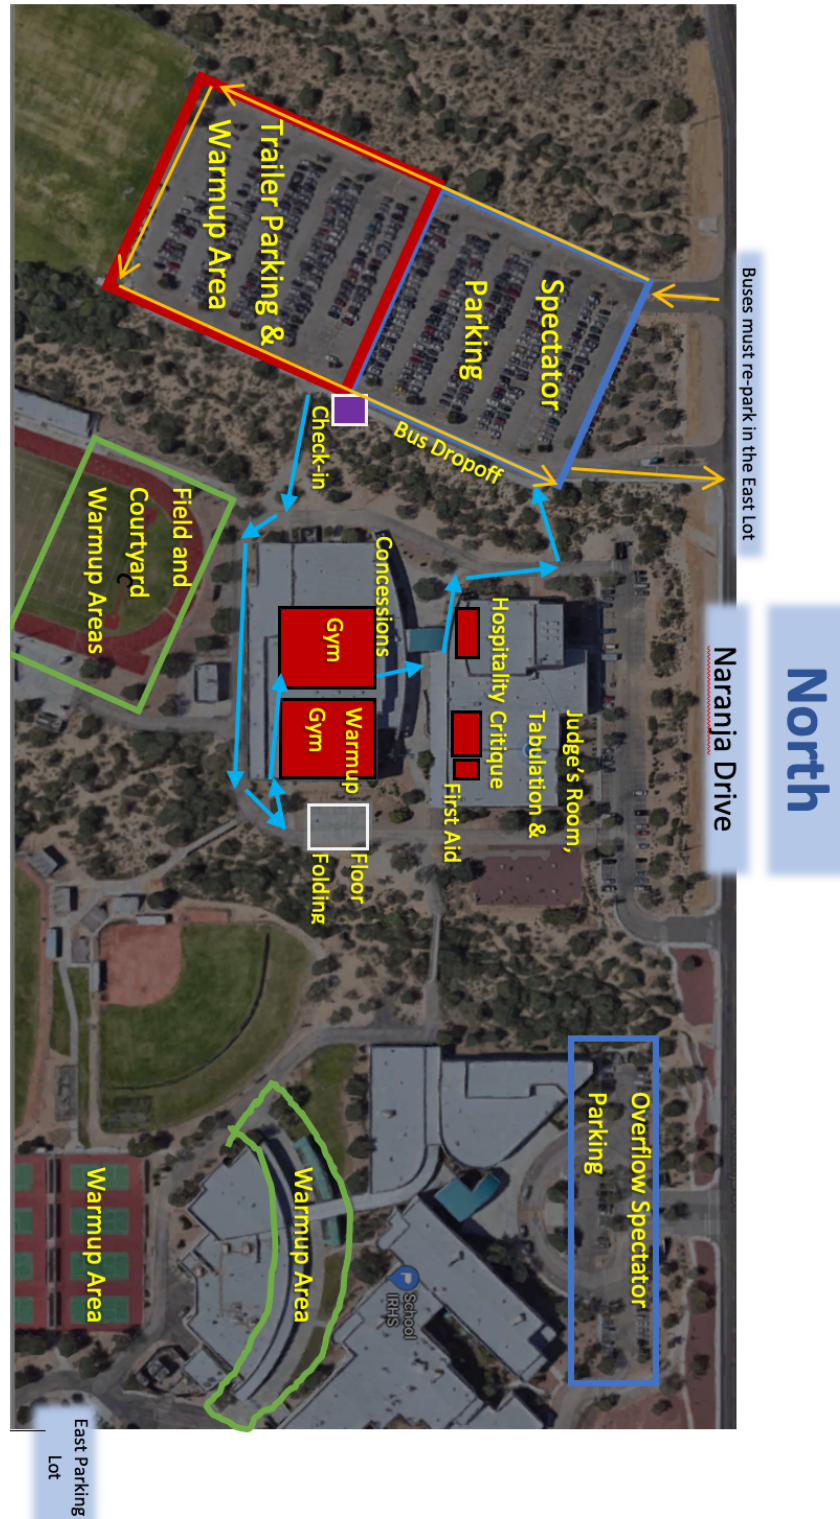 North
Naranja Drive
Buses must re-park in the East Lot
Trailer Parking &
Warmup Area
Spectator
Parking
Bus Dropoff
Check-in
Field and
Courtyard
Warmup Areas
C
Concessions
Gym
Warmup
Gym
Hospitality
Critique
Judge's Room,
Tabulation &
First Aid
Floor
Folding
Overflow Spectator
Parking
Warmup Area
Warmup Area
School
IRHS
East Parking
Lot